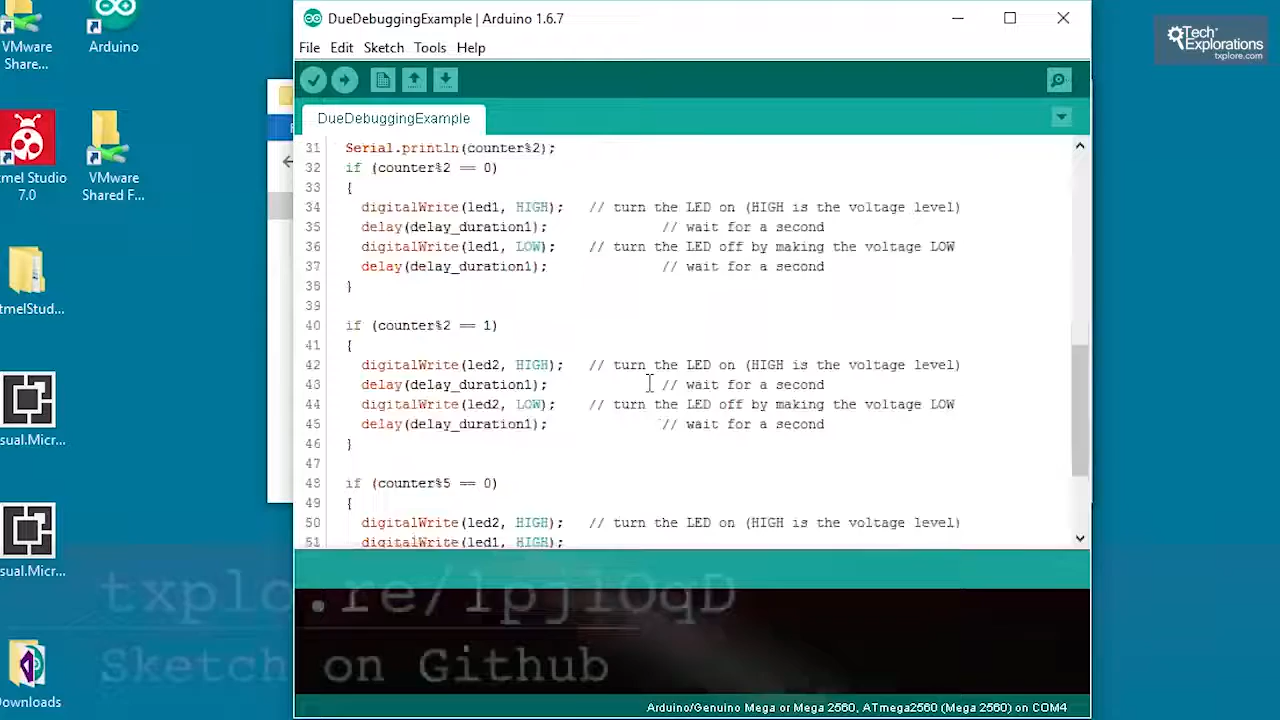 DueDebuggingExample | Arduino 1.6.7
File Edit Sketch Tools Help
DueDebuggingExample
31 Serial.println(counter%2);
32 if (counter%2 == 0)
33 {
34 digitalWrite(led1, HIGH); // turn the LED on (HIGH is the voltage level)
35 delay(delay_duration1); // wait for a second
36 digitalWrite(led1, LOW); // turn the LED off by making the voltage LOW
37 delay(delay_duration1); // wait for a second
38 }
39
40 if (counter%2 == 1)
41 {
42 digitalWrite(led2, HIGH); // turn the LED on (HIGH is the voltage level)
43 delay(delay_duration1); // wait for a second
44 digitalWrite(led2, LOW); // turn the LED off by making the voltage LOW
45 delay(delay_duration1); // wait for a second
46 }
47
48 if (counter%5 == 0)
49 {
50 digitalWrite(led2, HIGH); // turn the LED on (HIGH is the voltage level)
51 digitalWrite(led1, HIGH);
Arduino/Genuino Mega or Mega 2560, ATmega2560 (Mega 2560) on COM4
VMware
Share...
Arduino
tmel Studio
7.0
VMware
Shared F...
tmelStud...
sual.Micr...
sual.Micr...
Downloads
Tech
Explorations
txplore.com
Sketch on Github